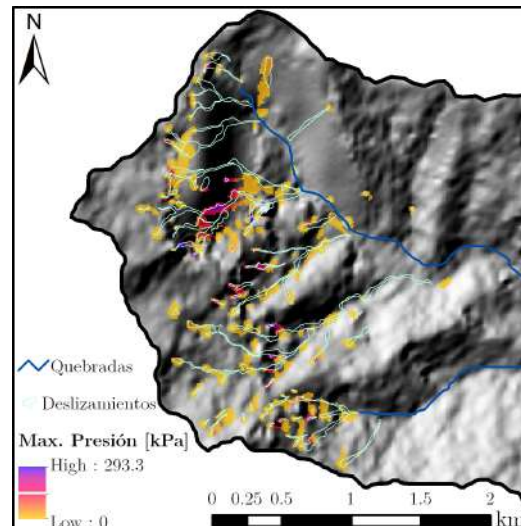 N
Quebradas
Deslizamientos
Max. Presión [kPa]
High : 293.3
Low : 0
0 0.25 0.5 1 1.5 2
km